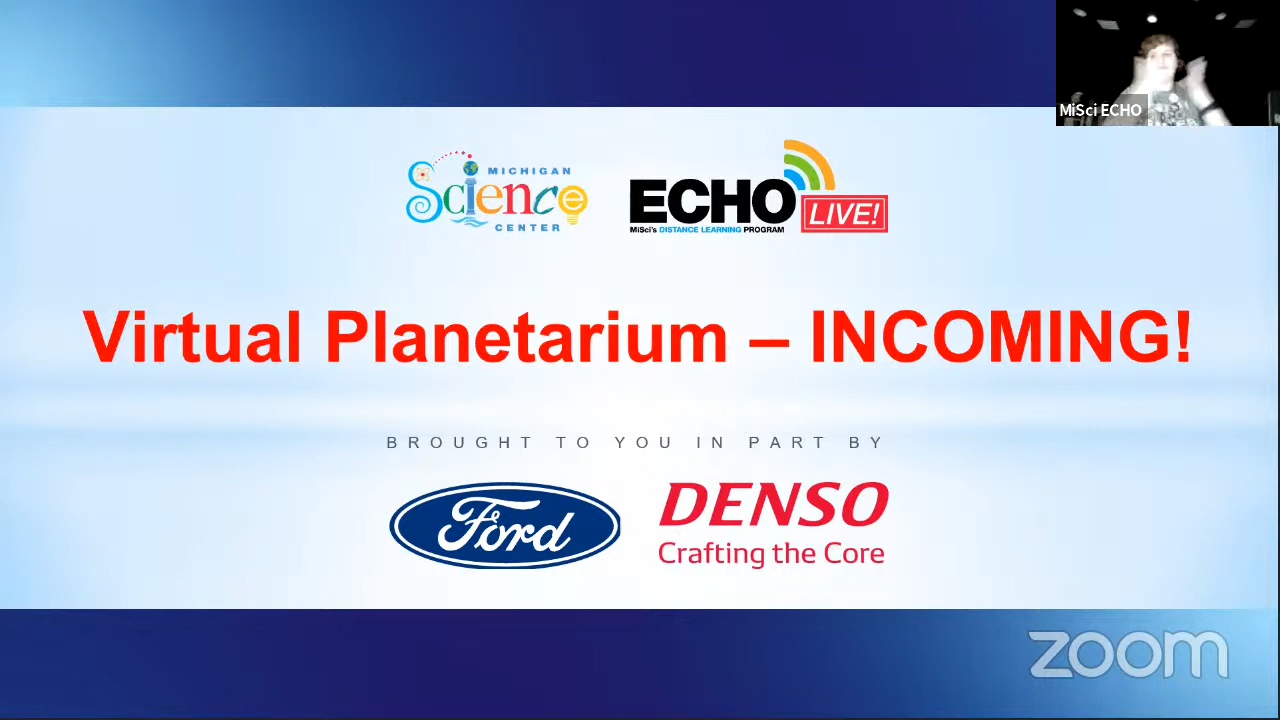 MiSci ECHO
MICHIGAN
Science
CENTER
ECHO
LIVE!
MiSci's DISTANCE LEARNING PROGRAM
Virtual Planetarium – INCOMING!
BROUGHT TO YOU IN PART BY
Ford
DENSO
Crafting the Core
zoom